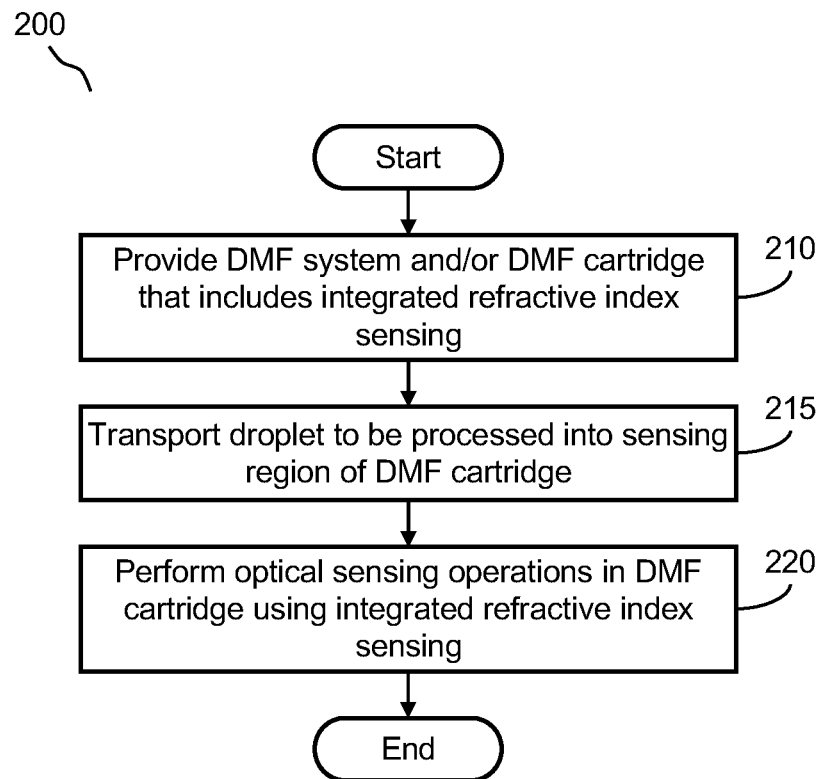 200
Start
Provide DMF system and/or DMF cartridge
that includes integrated refractive index
sensing
210
Transport droplet to be processed into sensing
region of DMF cartridge
215
Perform optical sensing operations in DMF
cartridge using integrated refractive index
sensing
220
End